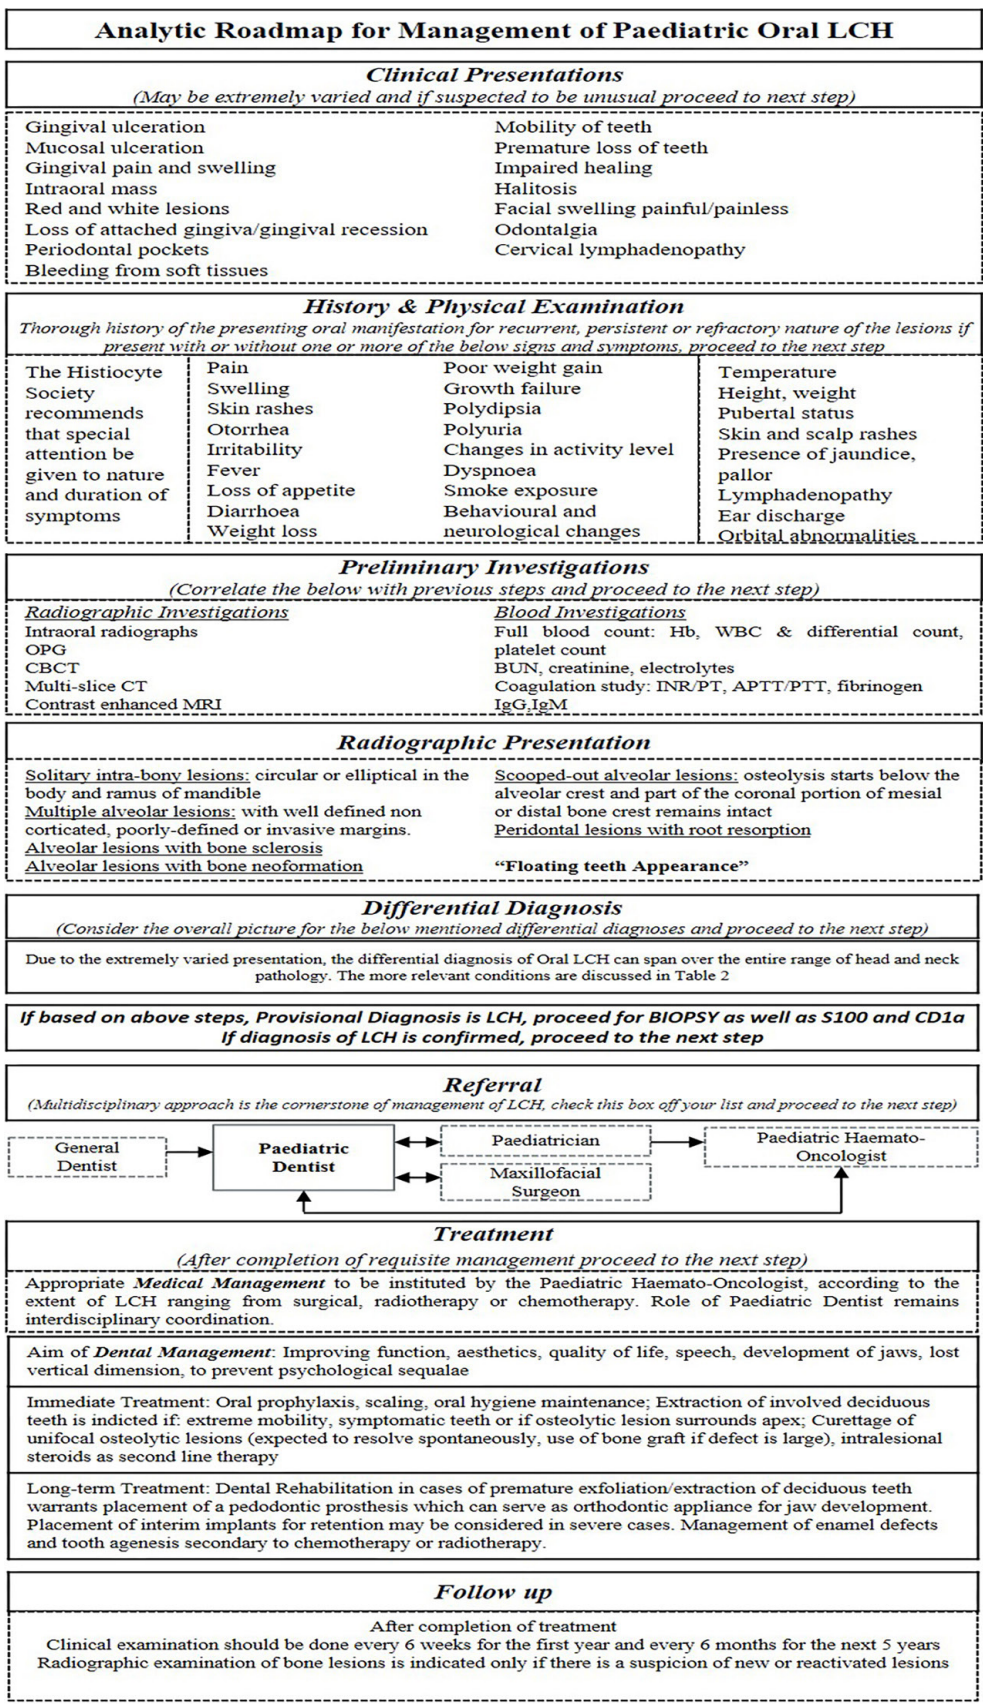 Analytic Roadmap for Management of Paediatric Oral LCH
Clinical Presentations
(May be extremely varied and if suspected to be unusual proceed to next step)
Gingival ulceration
Mucosal ulceration
Gingival pain and swelling
Intraoral mass
Red and white lesions
Loss of attached gingiva/gingival recession
Periodontal pockets
Bleeding from soft tissues
Mobility of teeth
Premature loss of teeth
Impaired healing
Halitosis
Facial swelling painful/painless
Odontalgia
Cervical lymphadenopathy
History & Physical Examination
Thorough history of the presenting oral manifestation for recurrent, persistent or refractory nature of the lesions if
present with or without one or more of the below signs and symptoms, proceed to the next step
The Histiocyte
Society
recommends
that special
attention be
given to nature
and duration of
symptoms
Pain
Swelling
Skin rashes
Otorrhea
Irritability
Fever
Loss of appetite
Diarrhoea
Weight loss
Poor weight gain
Growth failure
Polydipsia
Polyuria
Changes in activity level
Dyspnoea
Smoke exposure
Behavioural and
neurological changes
Temperature
Height, weight
Pubertal status
Skin and scalp rashes
Presence of jaundice,
pallor
Lymphadenopathy
Ear discharge
Orbital abnormalities
Preliminary Investigations
(Correlate the below with previous steps and proceed to the next step)
Radiographic Investigations
Intraoral radiographs
OPG
CBCT
Multi-slice CT
Contrast enhanced MRI
Blood Investigations
Full blood count: Hb, WBC & differential count,
platelet count
BUN, creatinine, electrolytes
Coagulation study: INR/PT, APTT/PTT, fibrinogen
IgG,IgM
Radiographic Presentation
Solitary intra-bony lesions: circular or elliptical in the
body and ramus of mandible
Multiple alveolar lesions: with well defined non
corticated, poorly-defined or invasive margins.
Alveolar lesions with bone sclerosis
Alveolar lesions with bone neoformation
Scooped-out alveolar lesions: osteolysis starts below the
alveolar crest and part of the coronal portion of mesial
or distal bone crest remains intact
Peridontal lesions with root resorption
“Floating teeth Appearance”
Differential Diagnosis
(Consider the overall picture for the below mentioned differential diagnoses and proceed to the next step)
Due to the extremely varied presentation, the differential diagnosis of Oral LCH can span over the entire range of head and neck
pathology. The more relevant conditions are discussed in Table 2
If based on above steps, Provisional Diagnosis is LCH, proceed for BIOPSY as well as S100 and CD1a
If diagnosis of LCH is confirmed, proceed to the next step
Referral
(Multidisciplinary approach is the cornerstone of management of LCH, check this box off your list and proceed to the next step)
General
Dentist
Paediatric
Dentist
Paediatrician
Maxillofacial
Surgeon
Paediatric Haemato-
Oncologist
Treatment
(After completion of requisite management proceed to the next step)
Appropriate Medical Management to be instituted by the Paediatric Haemato-Oncologist, according to the
extent of LCH ranging from surgical, radiotherapy or chemotherapy. Role of Paediatric Dentist remains
interdisciplinary coordination.
Aim of Dental Management: Improving function, aesthetics, quality of life, speech, development of jaws, lost
vertical dimension, to prevent psychological sequalae
Immediate Treatment: Oral prophylaxis, scaling, oral hygiene maintenance; Extraction of involved deciduous
teeth is indicted if: extreme mobility, symptomatic teeth or if osteolytic lesion surrounds apex; Curettage of
unifocal osteolytic lesions (expected to resolve spontaneously, use of bone graft if defect is large), intralesional
steroids as second line therapy
Long-term Treatment: Dental Rehabilitation in cases of premature exfoliation/extraction of deciduous teeth
warrants placement of a pedodontic prosthesis which can serve as orthodontic appliance for jaw development.
Placement of interim implants for retention may be considered in severe cases. Management of enamel defects
and tooth agenesis secondary to chemotherapy or radiotherapy.
Follow up
After completion of treatment
Clinical examination should be done every 6 weeks for the first year and every 6 months for the next 5 years
Radiographic examination of bone lesions is indicated only if there is a suspicion of new or reactivated lesions